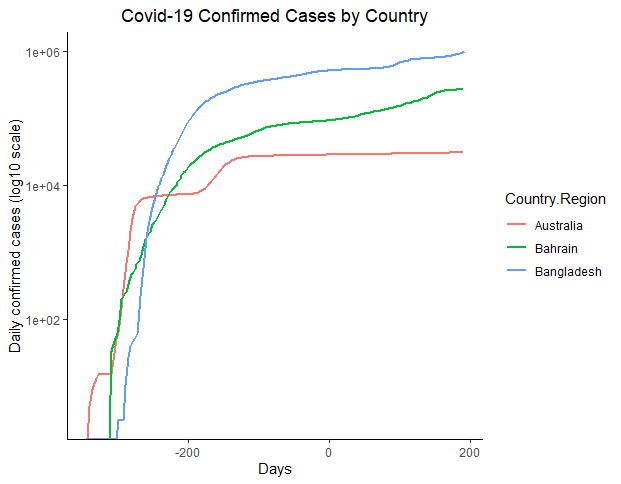 Covid-19 Confirmed Cases by Country
Daily confirmed cases (log10 scale)
1e+06
1e+04
1e+02
-200
0
200
Days
Country.Region
Australia
Bahrain
Bangladesh